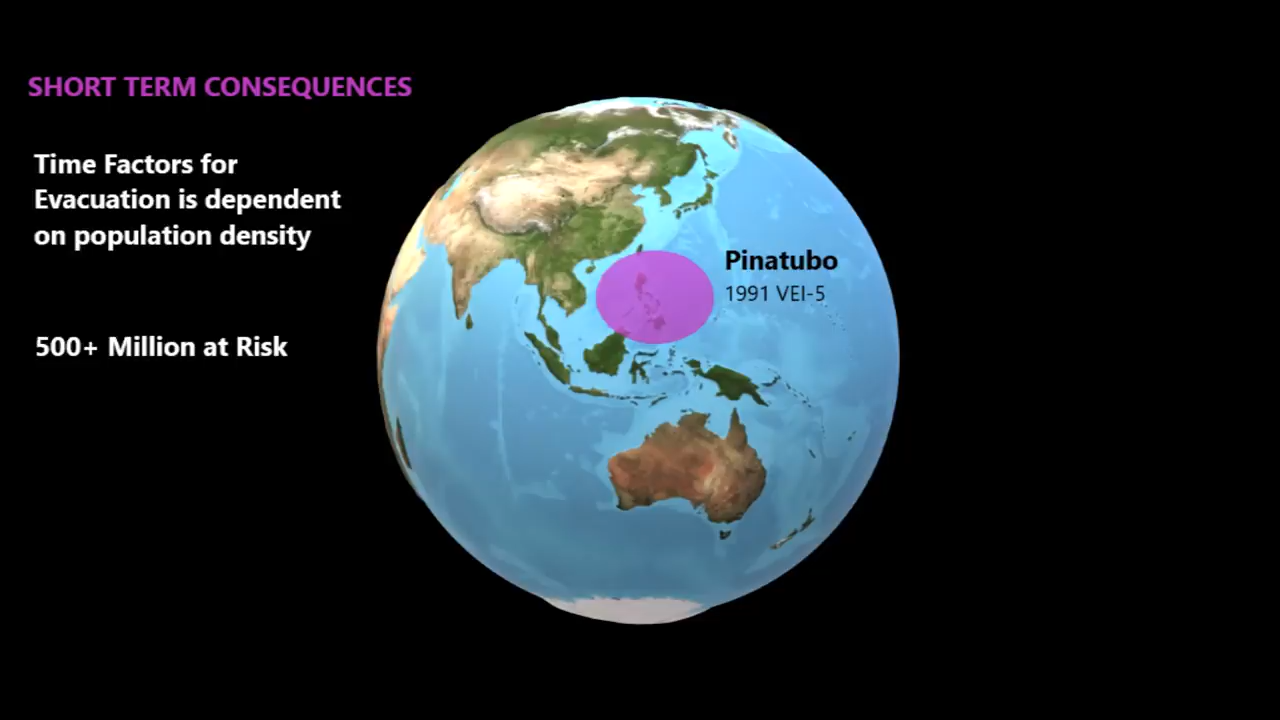 SHORT TERM CONSEQUENCES
Time Factors for
Evacuation is dependent
on population density
500+ Million at Risk
Pinatubo
1991 VEI-5